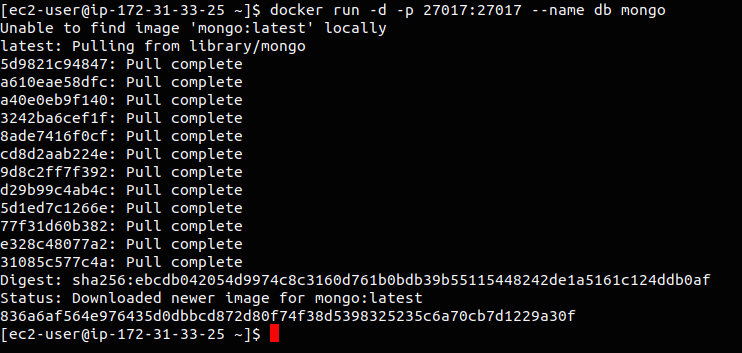 [ec2-user@ip-172-31-33-25 ~]$ docker run -d -p 27017:27017 --name db mongo
Unable to find image 'mongo:latest' locally
latest: Pulling from library/mongo
5d9821c94847: Pull complete
a610eae58dfc: Pull complete
a40e0eb9f140: Pull complete
3242ba6cef1f: Pull complete
8ade7416f0cf: Pull complete
cd8d2aab224e: Pull complete
9d8c2ff7f392: Pull complete
d29b99c4ab4c: Pull complete
5d1ed7c1266e: Pull complete
77f31d60b382: Pull complete
e328c48077a2: Pull complete
31085c577c4a: Pull complete
Digest: sha256:ebcdb042054d9974c8c3160d761b0bdb39b55115448242de1a5161c124ddb0af
Status: Downloaded newer image for mongo:latest
836a6af564e976435d0dbbcd872d80f74f38d5398325235c6a70cb7d1229a30f
[ec2-user@ip-172-31-33-25 ~]$